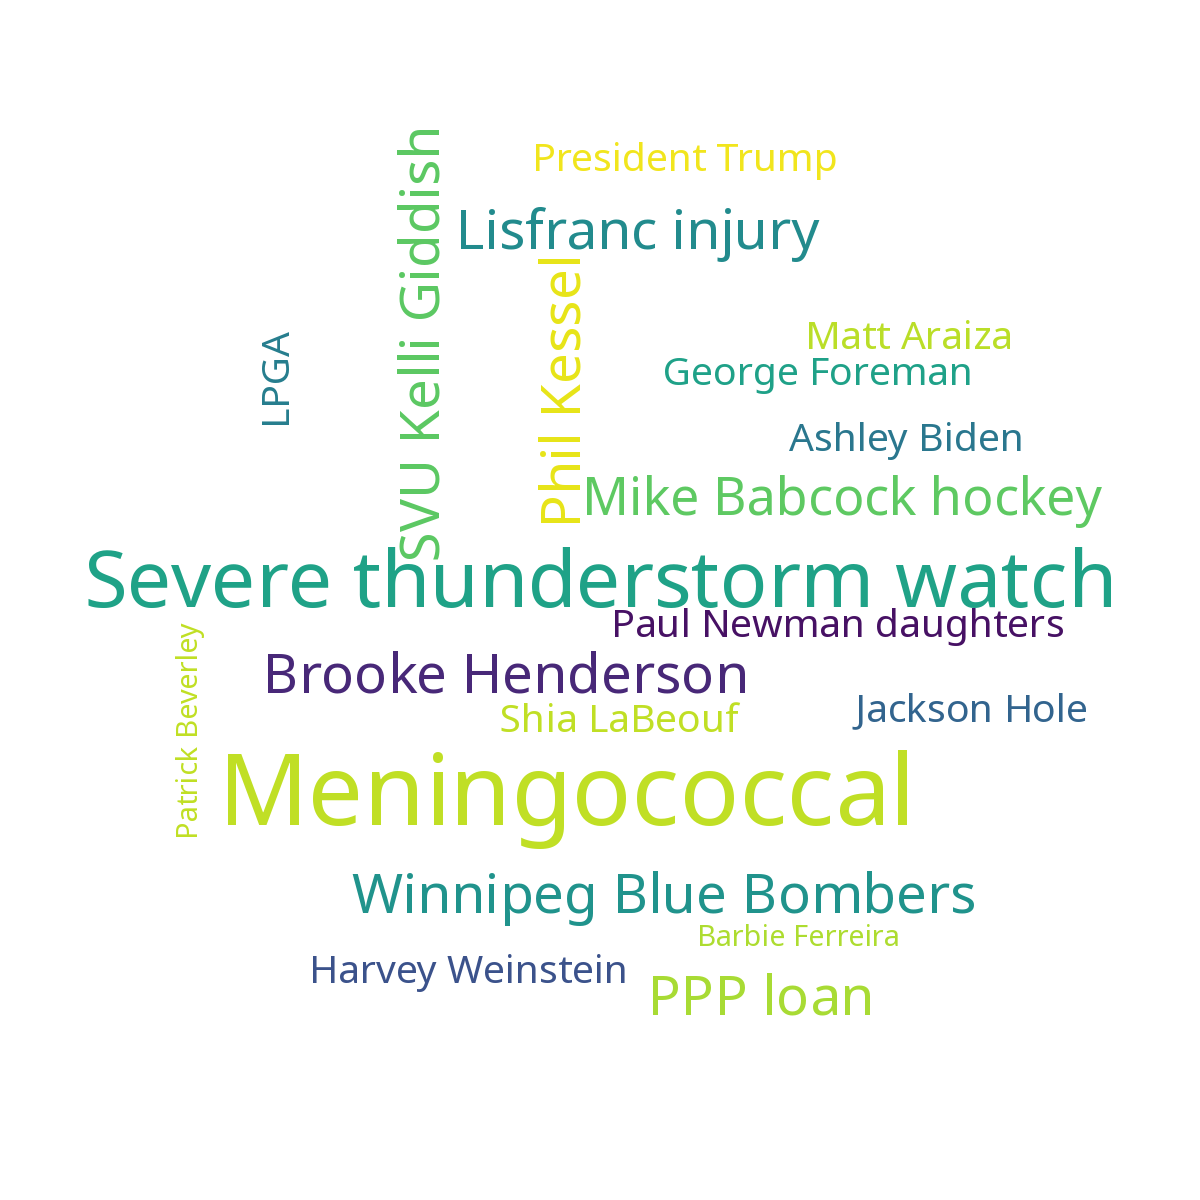 President Trump
Lisfranc injury
SVU Kelli Giddish
Phil Kessel
LPGA
Matt Araiza
George Foreman
Ashley Biden
Mike Babcock hockey
Severe thunderstorm watch
Paul Newman daughters
Brooke Henderson
Patrick Beverley
Shia LaBeouf
Jackson Hole
Meningococcal
Winnipeg Blue Bombers
Barbie Ferreira
Harvey Weinstein
PPP loan